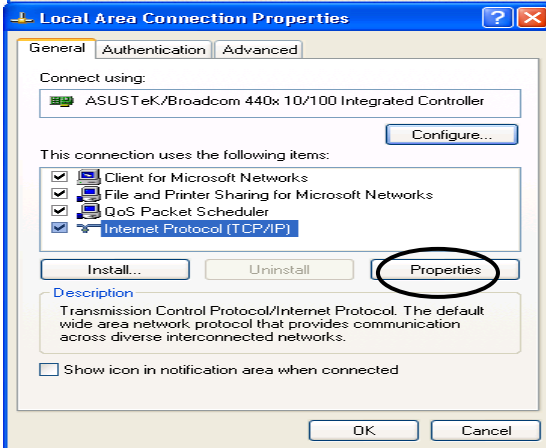 Local Area Connection Properties
General Authentication Advanced
Connect using:
ASUSTeK/Broadcom 440x 10/100 Integrated Controller
Configure...
This connection uses the following items:
Client for Microsoft Networks
File and Printer Sharing for Microsoft Networks
QoS Packet Scheduler
Internet Protocol (TCP/IP)
Install... Uninstall Properties
Description
Transmission Control Protocol/Internet Protocol. The default
wide area network protocol that provides communication
across diverse interconnected networks.
Show icon in notification area when connected
OK Cancel